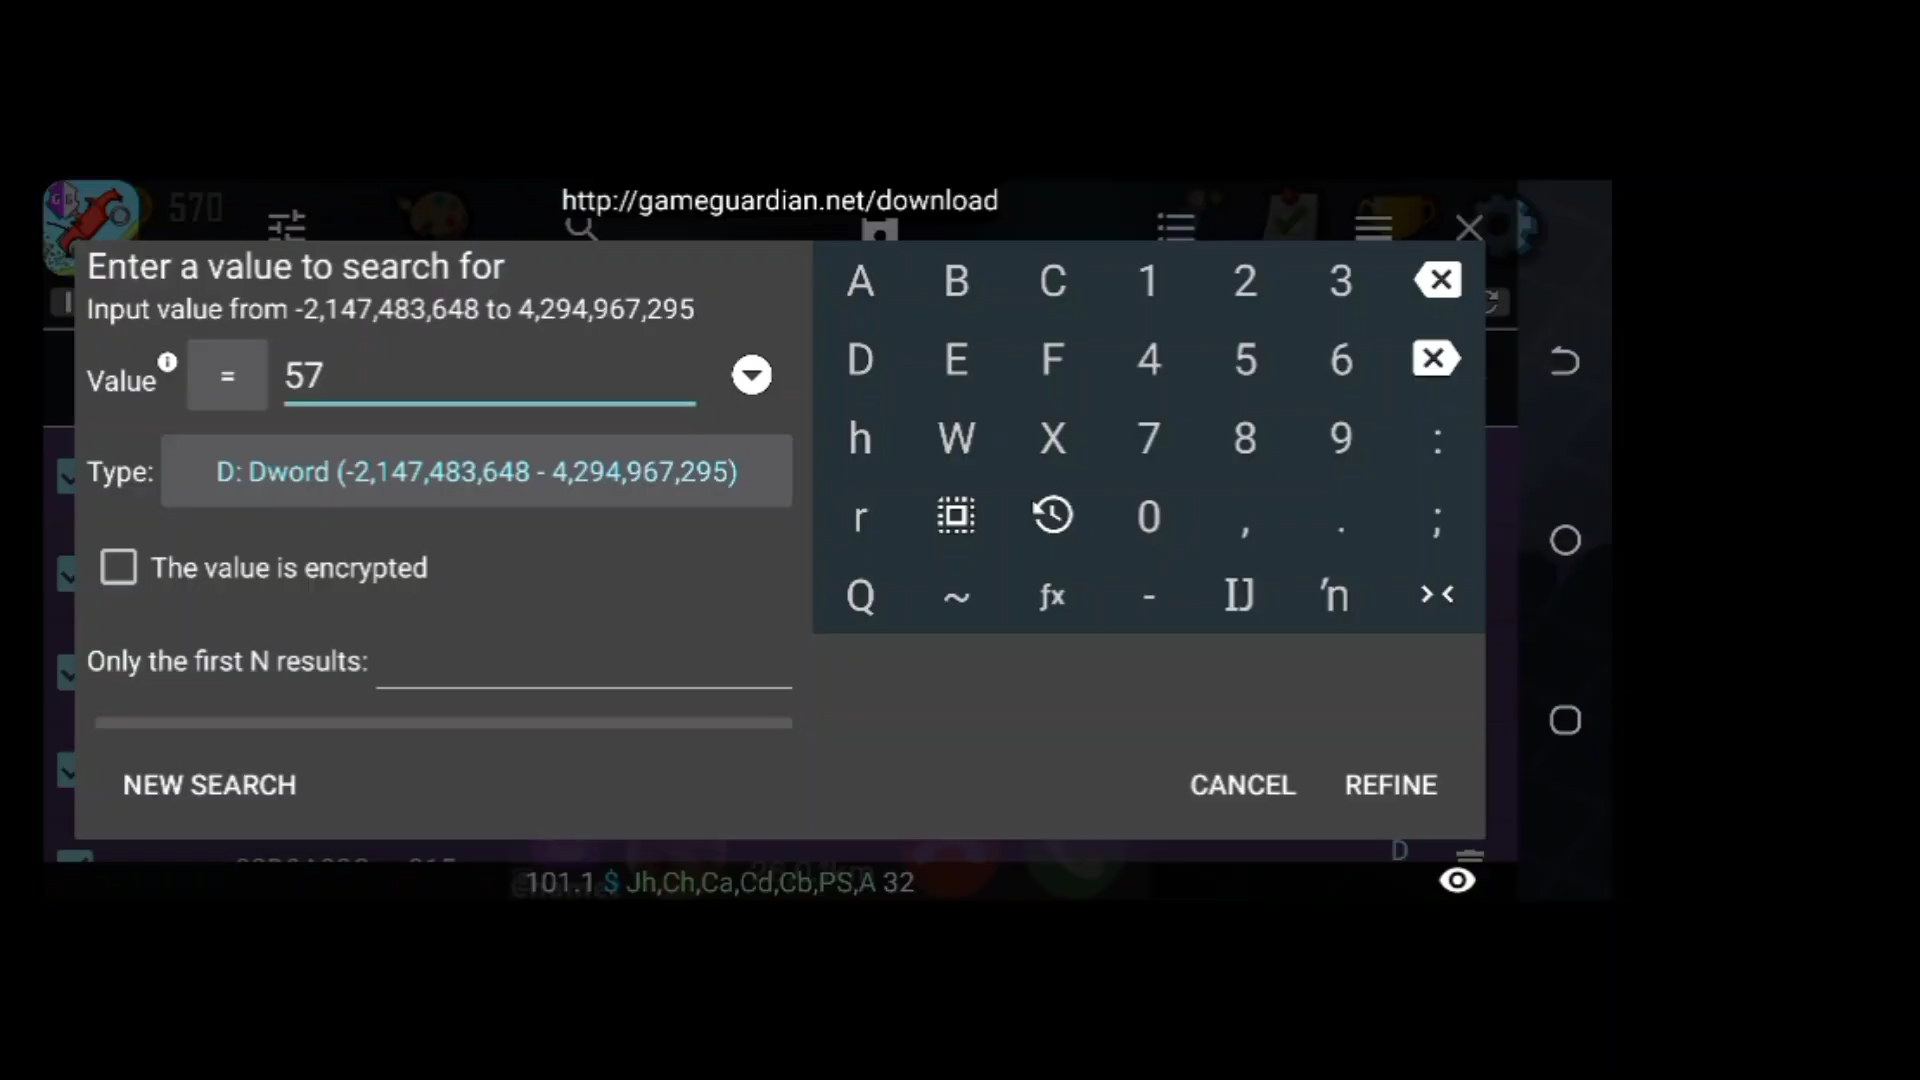 http://gameguardian.net/download
570
Enter a value to search for
Input value from -2,147,483,648 to 4,294,967,295
Value = 57
Type: D: Dword (-2,147,483,648 - 4,294,967,295)
The value is encrypted
Only the first N results:
A B C 1 2 3
D E F 4 5 6
h W X 7 8 9 :
r 0 , . ;
Q ~ ƒx - IJ 'n ><
NEW SEARCH CANCEL REFINE
D
101.1 $ Jh,Ch,Ca,Cd,Cb,PS,A 32